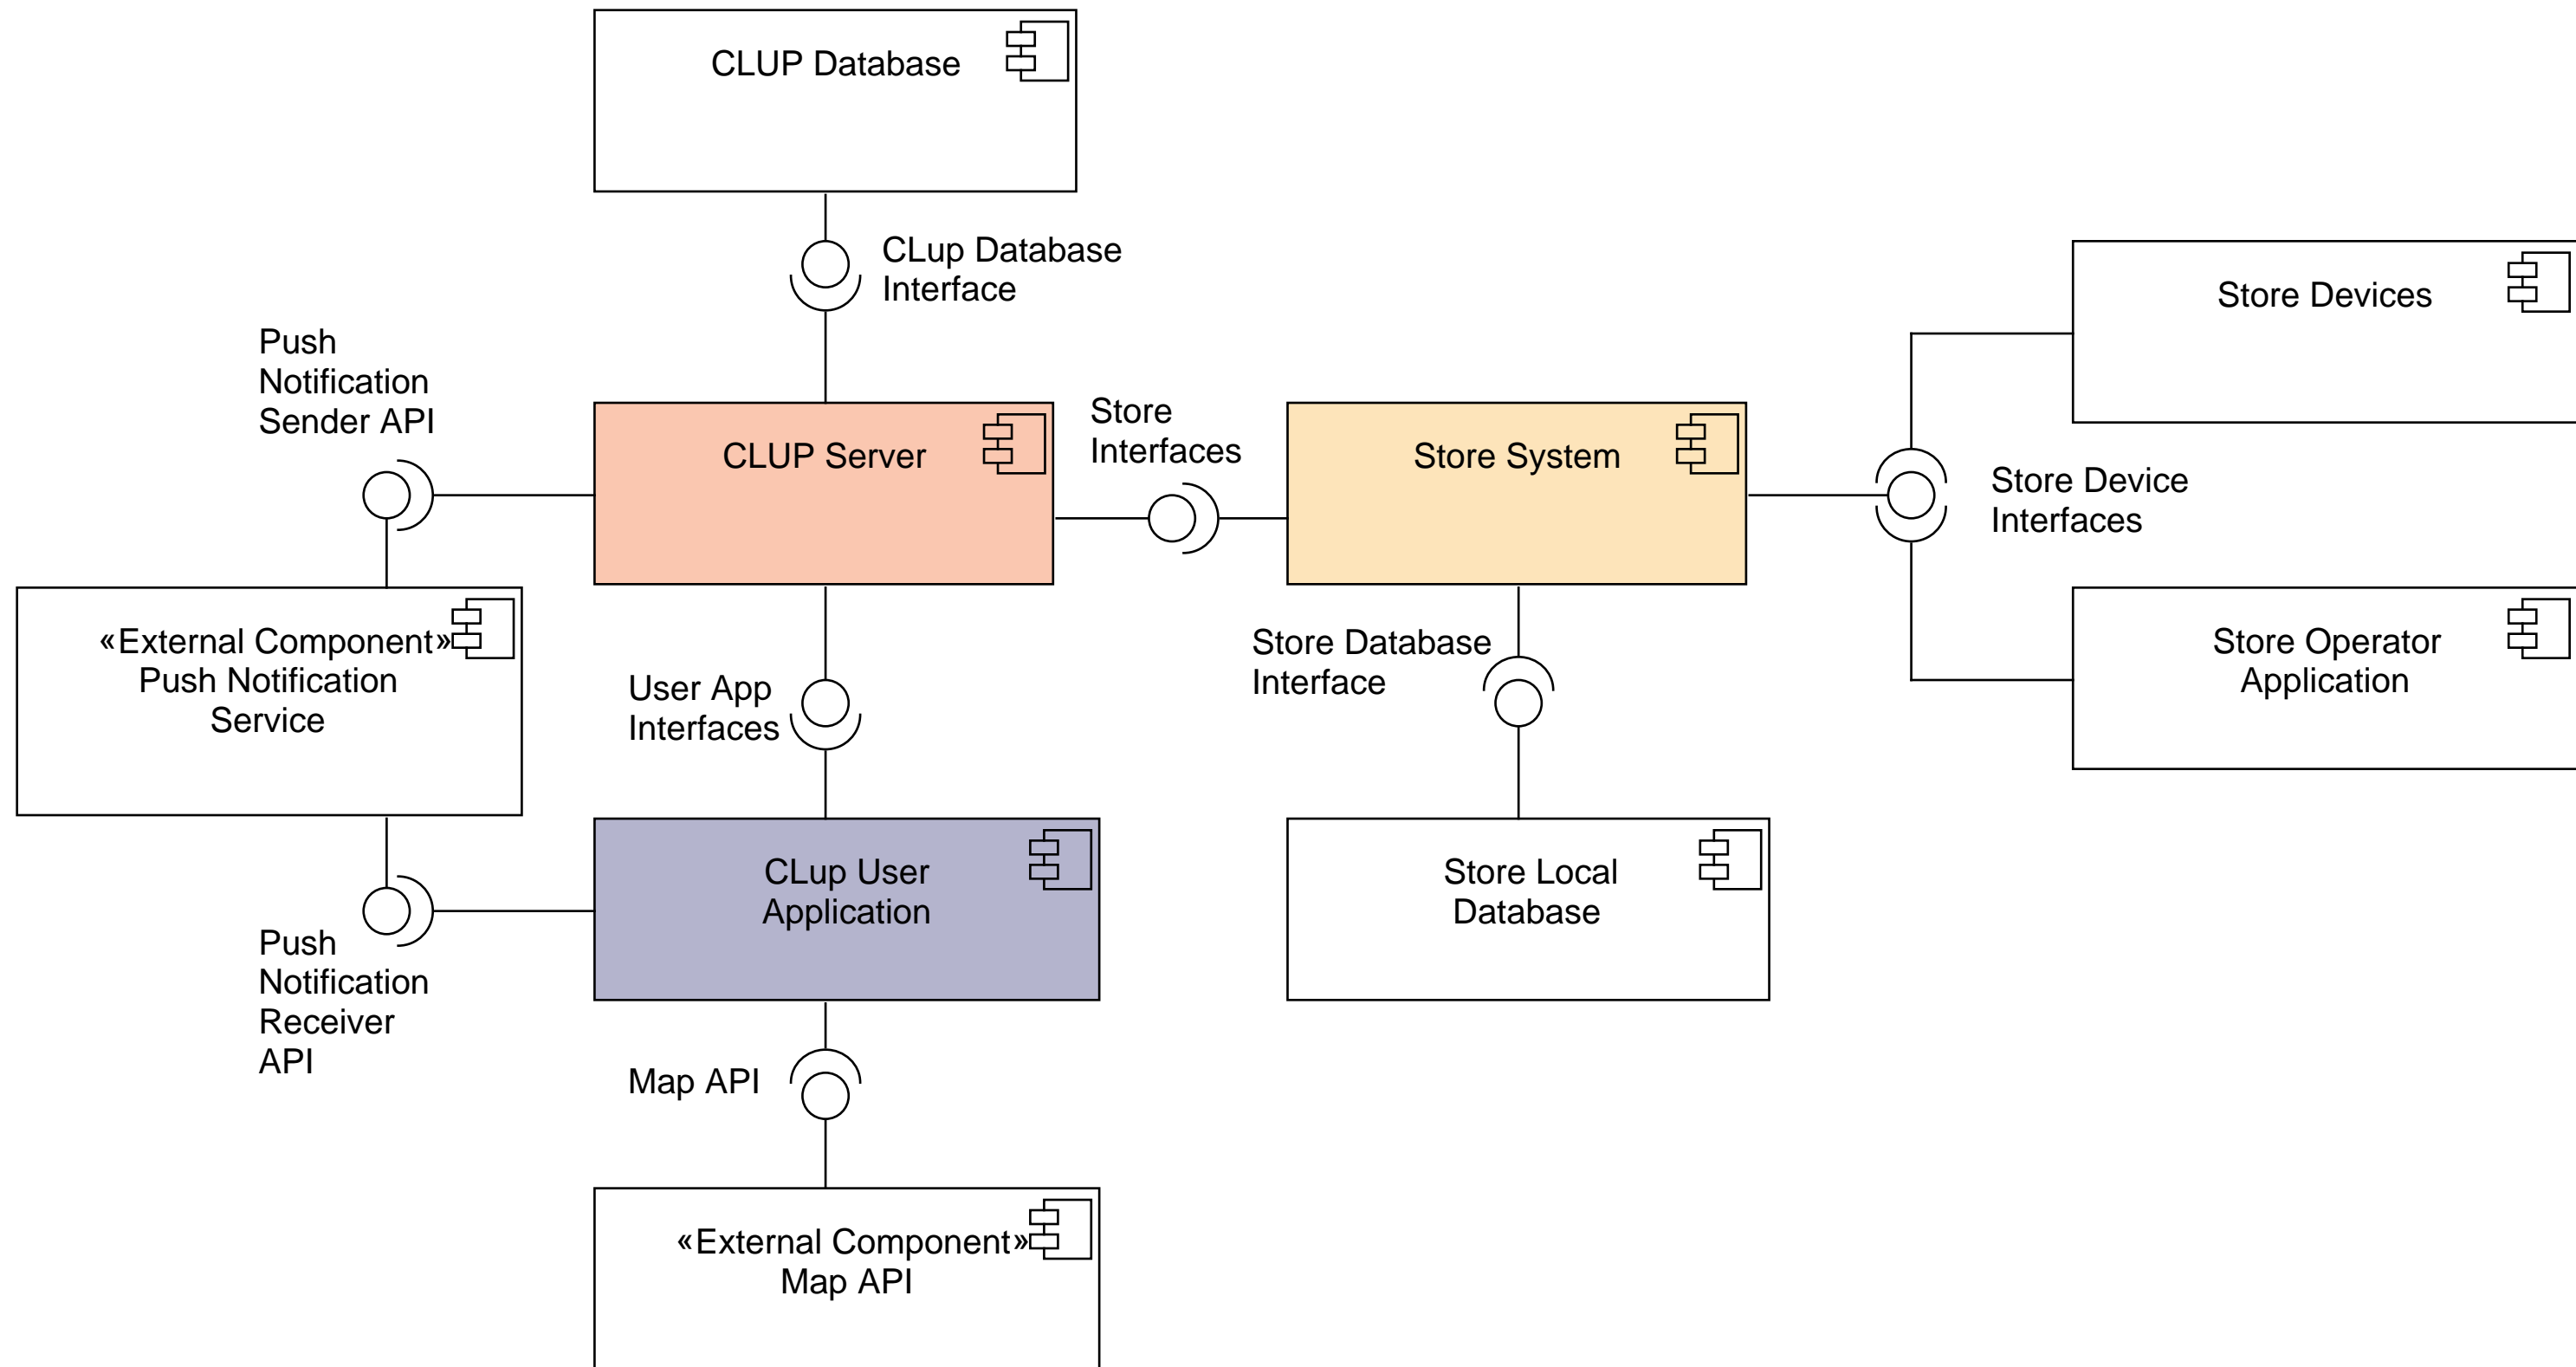 CLUP Database
CLup Database
Interface
Push
Notification
Sender API
CLUP Server
Store
Interfaces
Store System
Store Devices
Store Device
Interfaces
«External Component»
Push Notification
Service
User App
Interfaces
Store Database
Interface
Store Operator
Application
CLup User
Application
Store Local
Database
Push
Notification
Receiver
API
Map API
«External Component»
Map API